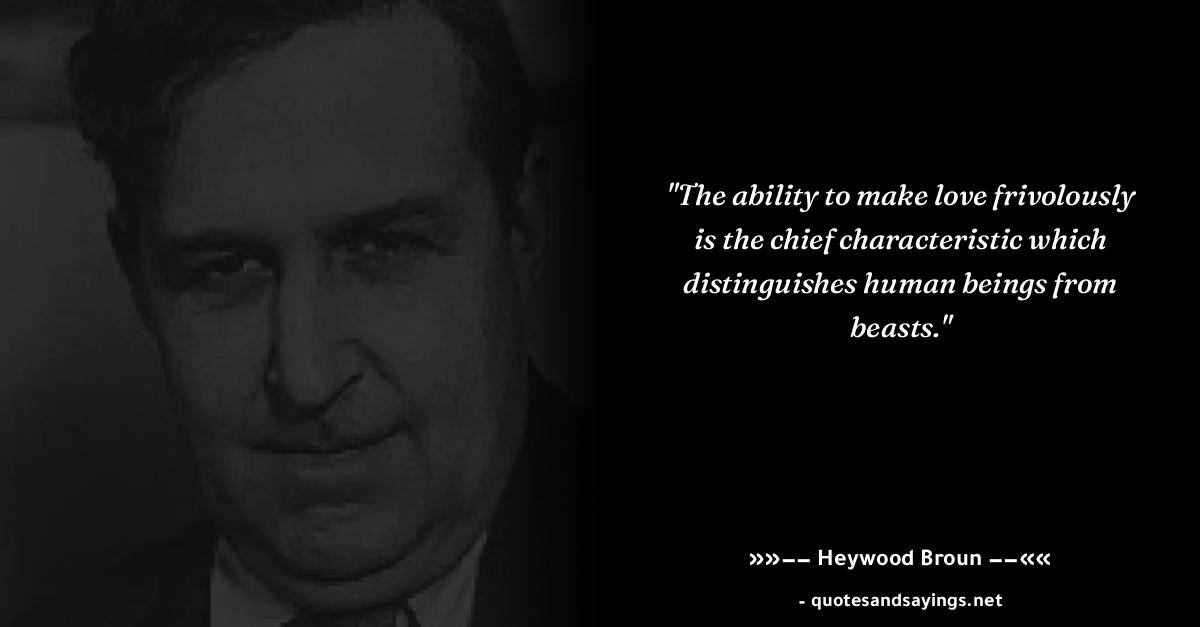 "The ability to make love frivolously
is the chief characteristic which
distinguishes human beings from
beasts."
»»−− Heywood Broun −−««
- quotesandsayings.net